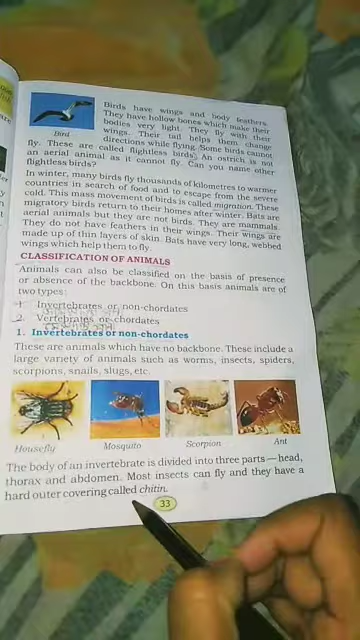 Birds have wings and body feathers.
They have hollow bones which make their
bodies very light. They fly with their
wings. Their tail helps them change
directions while flying. Some birds cannot
Bird
fly. These are called flightless birds. An ostrich is not
an aerial animal as it cannot fly. Can you name other
flightless birds?
In winter, many birds fly thousands of kilometres to warmer
countries in search of food and to escape from the severe
cold. This mass movement of birds is called migration. These
migratory birds return to their homes after winter. Bats are
aerial animals but they are not birds. They are mammals.
They do not have feathers in their wings. Their wings are
made up of thin layers of skin. Bats have very long, webbed
wings which help them to fly.
CLASSIFICATION OF ANIMALS
Animals can also be classified on the basis of presence
or absence of the backbone. On this basis animals are of
two types:
1. Invertebrates or non-chordates
2. Vertebrates or chordates
1. Invertebrates or non-chordates
These are animals which have no backbone. These include a
large variety of animals such as worms, insects, spiders,
scorpions, snails, slugs, etc.
Housefly Mosquito Scorpion Ant
The body of an invertebrate is divided into three parts — head,
thorax and abdomen. Most insects can fly and they have a
hard outer covering called chitin.
33